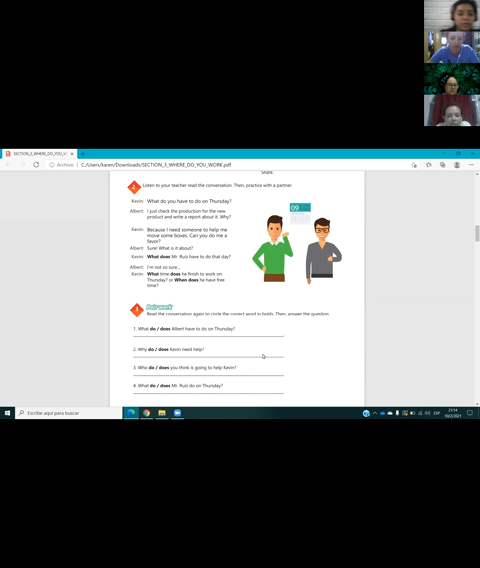 SECTION_3_WHERE_DO_YOU_W
Archivo
C:/Users/karen/Downloads/SECTION_3_WHERE_DO_YOU_WORK.pdf
Share.
2 Listen to your teacher read the conversation. Then, practice with a partner.
09
Kevin: What do you have to do on Thursday?
Albert: I just check the production for the new
product and write a report about it. Why?
Kevin: Because I need someone to help me
move some boxes. Can you do me a
favor?
Albert: Sure! What is it about?
Kevin: What does Mr. Ruiz have to do that day?
Albert: I'm not so sure...
Kevin: What time does he finish to work on
Thursday? or When does he have free
time?
3 Pair work
Read the conversation again to circle the correct word in bolds. Then, answer the question.
1. What do / does Albert have to do on Thursday?
2. Why do / does Kevin need help?
3. Who do / does you think is going to help Kevin?
4. What do / does Mr. Ruiz do on Thursday?
Escribe aquí para buscar
ESP
10/2/2021